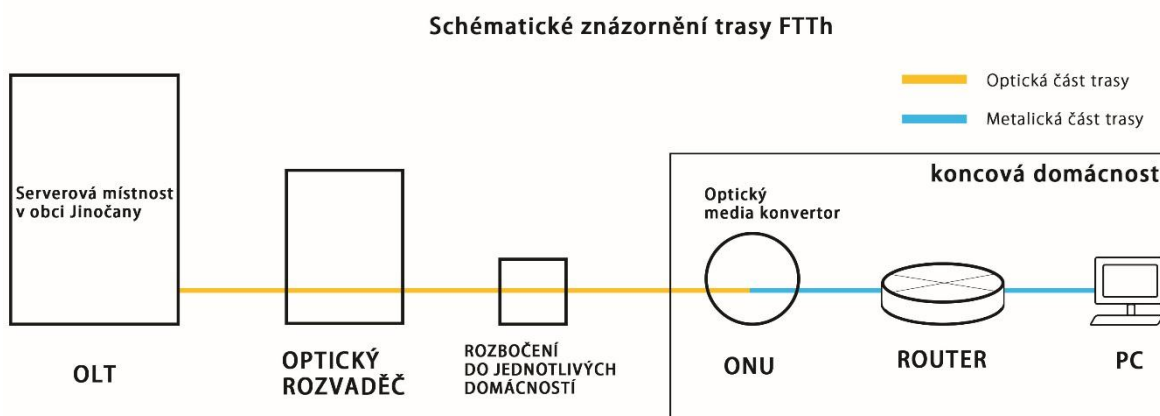 Schématické znázornění trasy FTTh
Optická část trasy
Metalická část trasy
koncová domácnost
Serverová místnost
v obci Jinočany
Optický
media konvertor
OLT
OPTICKÝ
ROZVADĚČ
ROZBOČENÍ
DO JEDNOTLIVÝCH
DOMÁCNOSTÍ
ONU
ROUTER
PC